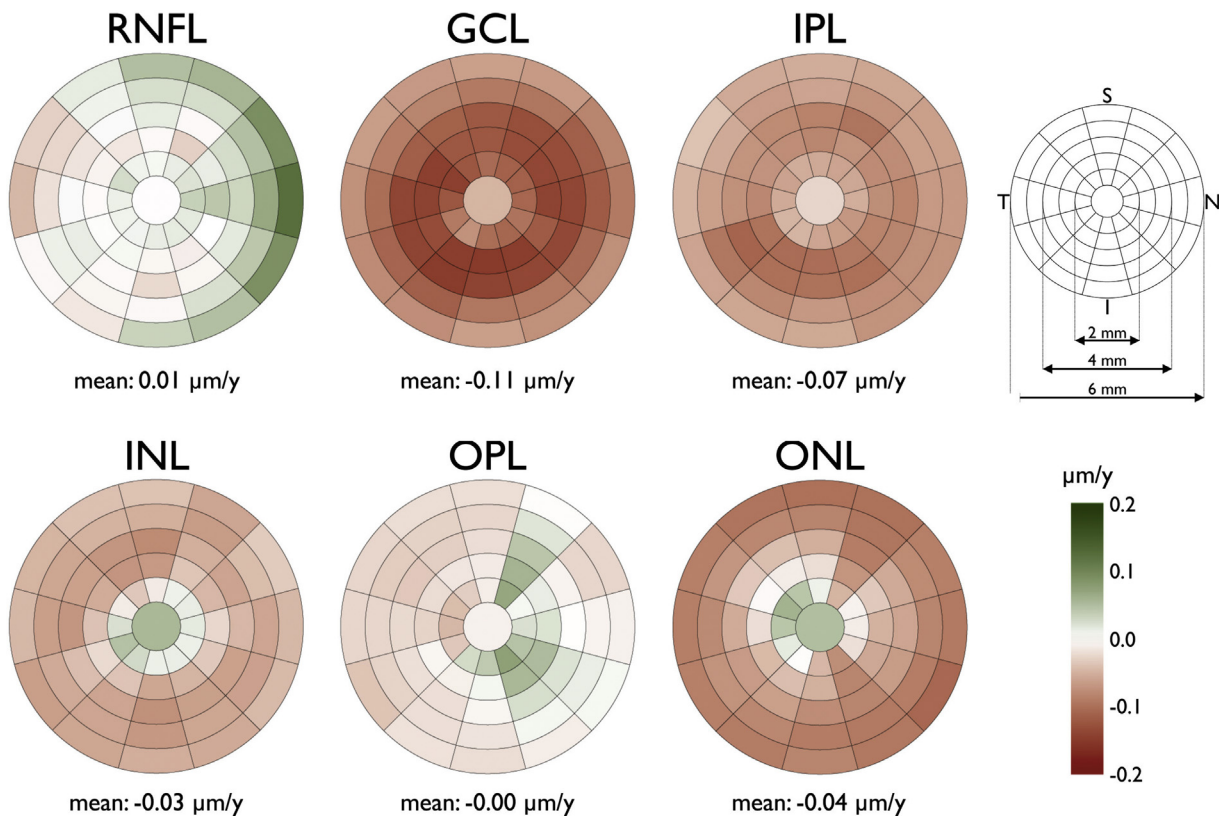 RNFL GCL IPL
S
T N
I
2 mm
4 mm
6 mm
mean: 0.01 µm/y mean: -0.11 µm/y mean: -0.07 µm/y
INL OPL ONL
µm/y
0.2
0.1
0.0
-0.1
-0.2
mean: -0.03 µm/y mean: -0.00 µm/y mean: -0.04 µm/y